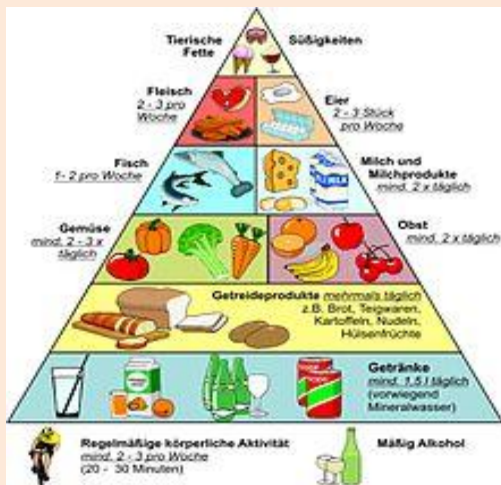 Tierische
Fette
Süßigkeiten
Fleisch
2 - 3 pro
Woche
Eier
2 - 3 Stück
pro Woche
Fisch
1- 2 pro Woche
Milch und
Milchprodukte
mind. 2 x täglich
Gemüse
mind. 2 - 3 x
täglich
Obst
mind. 2 x täglich
Getreideprodukte mehrmals täglich
z.B. Brot, Teigwaren,
Kartoffeln, Nudeln,
Hülsenfrüchte
Getränke
mind. 1,5 l täglich
(vorwiegend
Mineralwasser)
Regelmäßige körperliche Aktivität
mind. 2 - 3 pro Woche
(20 - 30 Minuten)
Mäßig Alkohol